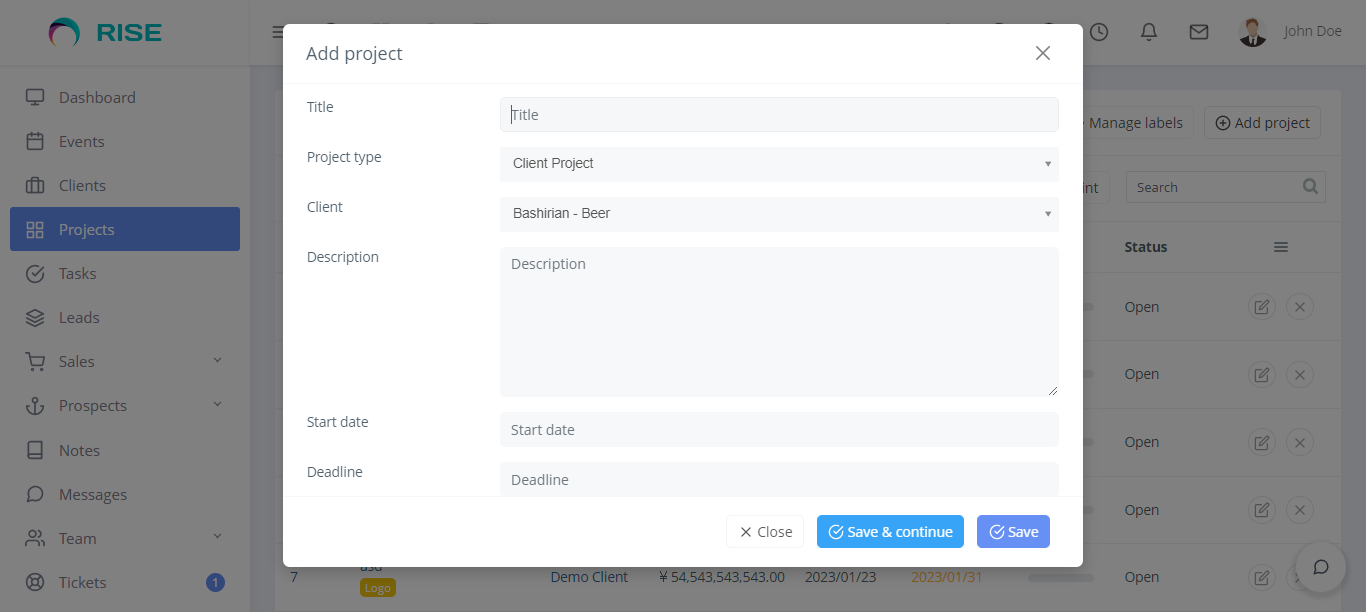 RISE
John Doe
Dashboard
Events
Clients
Projects
Tasks
Leads
Sales
Prospects
Notes
Messages
Team
Tickets
1
Add project
Title
Title
Project type
Client Project
Client
Bashirian - Beer
Description
Description
Start date
Start date
Deadline
Deadline
Close
Save & continue
Save
Manage labels
Add project
Search
Status
Open
Open
Open
Open
7
Logo
Demo Client
¥ 54,543,543,543.00
2023/01/23
2023/01/31
Open